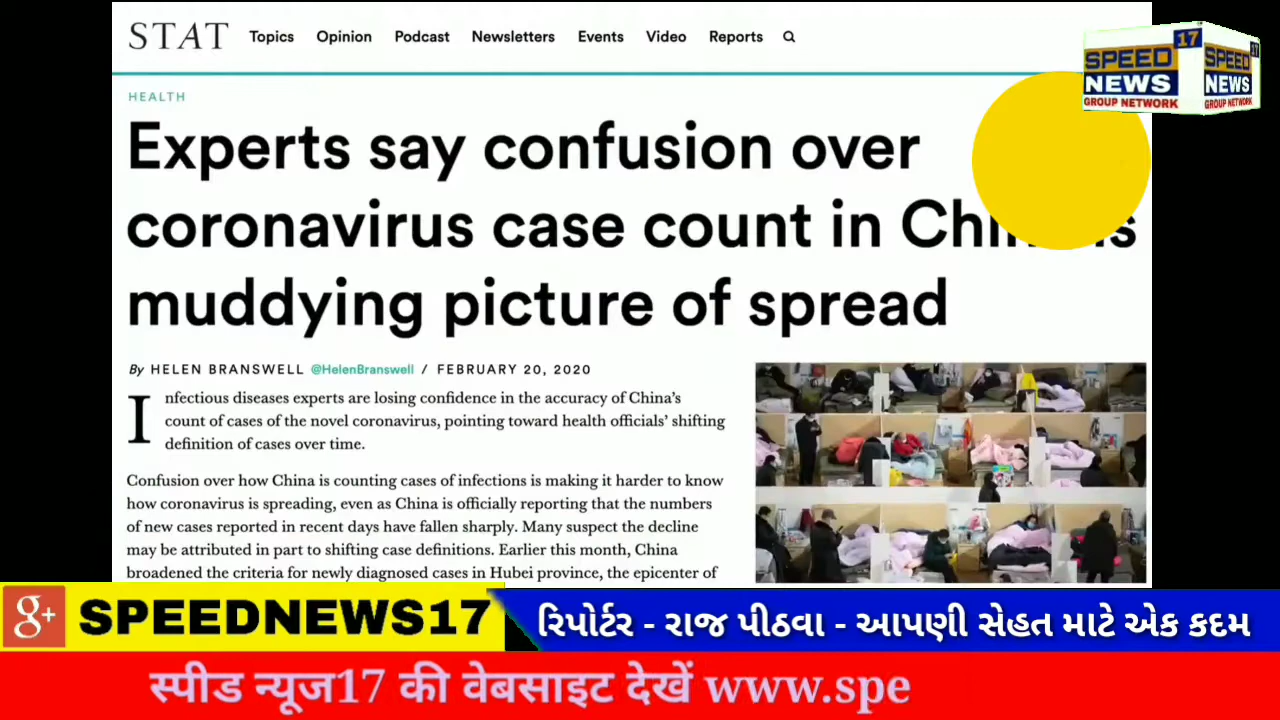 STAT Topics Opinion Podcast Newsletters Events Video Reports
17
SPEED SPEED
NEWS NEWS
GROUP NETWORK GROUP NETWORK
HEALTH
Experts say confusion over
coronavirus case count in Chi s
muddying picture of spread
By HELEN BRANSWELL @HelenBranswell / FEBRUARY 20, 2020
Infectious diseases experts are losing confidence in the accuracy of China's
count of cases of the novel coronavirus, pointing toward health officials' shifting
definition of cases over time.
Confusion over how China is counting cases of infections is making it harder to know
how coronavirus is spreading, even as China is officially reporting that the numbers
of new cases reported in recent days have fallen sharply. Many suspect the decline
may be attributed in part to shifting case definitions. Earlier this month, China
broadened the criteria for newly diagnosed cases in Hubei province, the epicenter of
g+ SPEEDNEWS17 રિપોર્ટર - રાજ પીઠવા - આપણી સેહત માટે એક કદમ
स्पीड न्यूज17 की वेबसाइट देखें www.spe